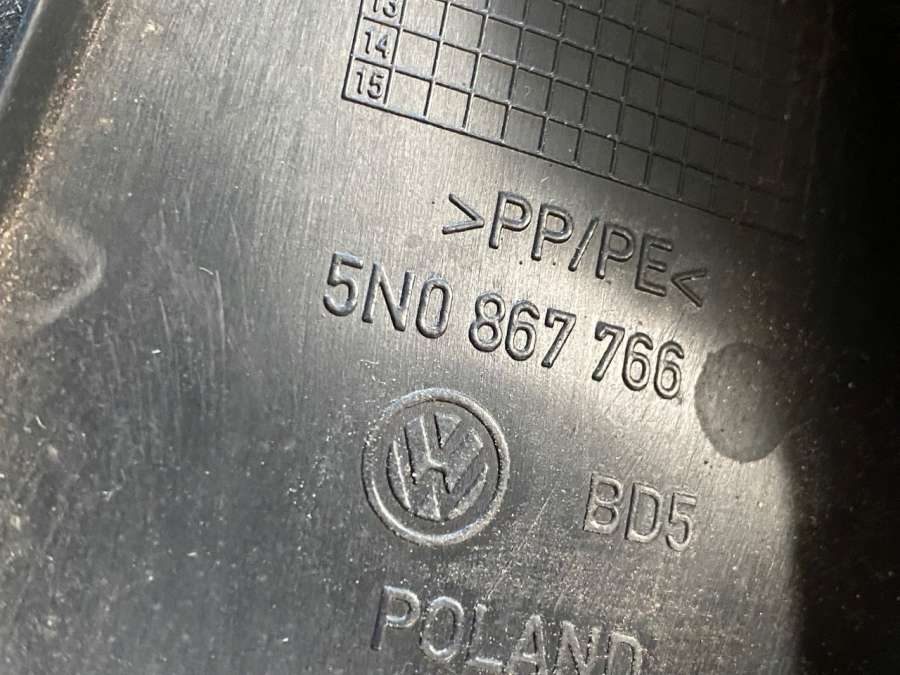 13
14
15
>PP/PE<
5N0 867 766
BD5
POLAND